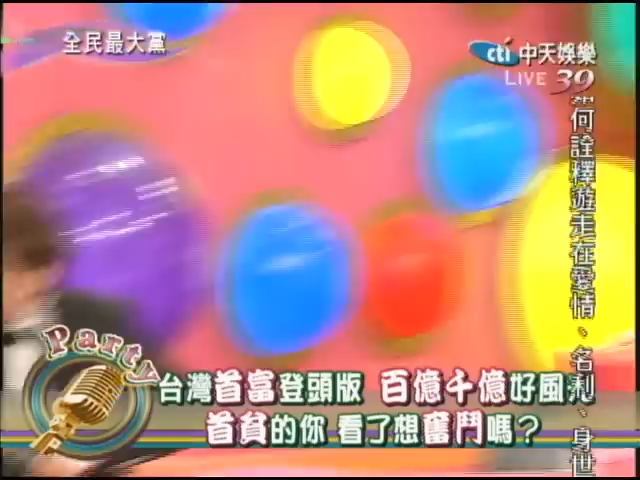 全民最大黨
cti 中天娛樂
LIVE 39
何詮釋遊走在愛情、名利、身世
Party
台灣首富登頭版 百億千億好風光
首貧的你 看了想奮鬥嗎？